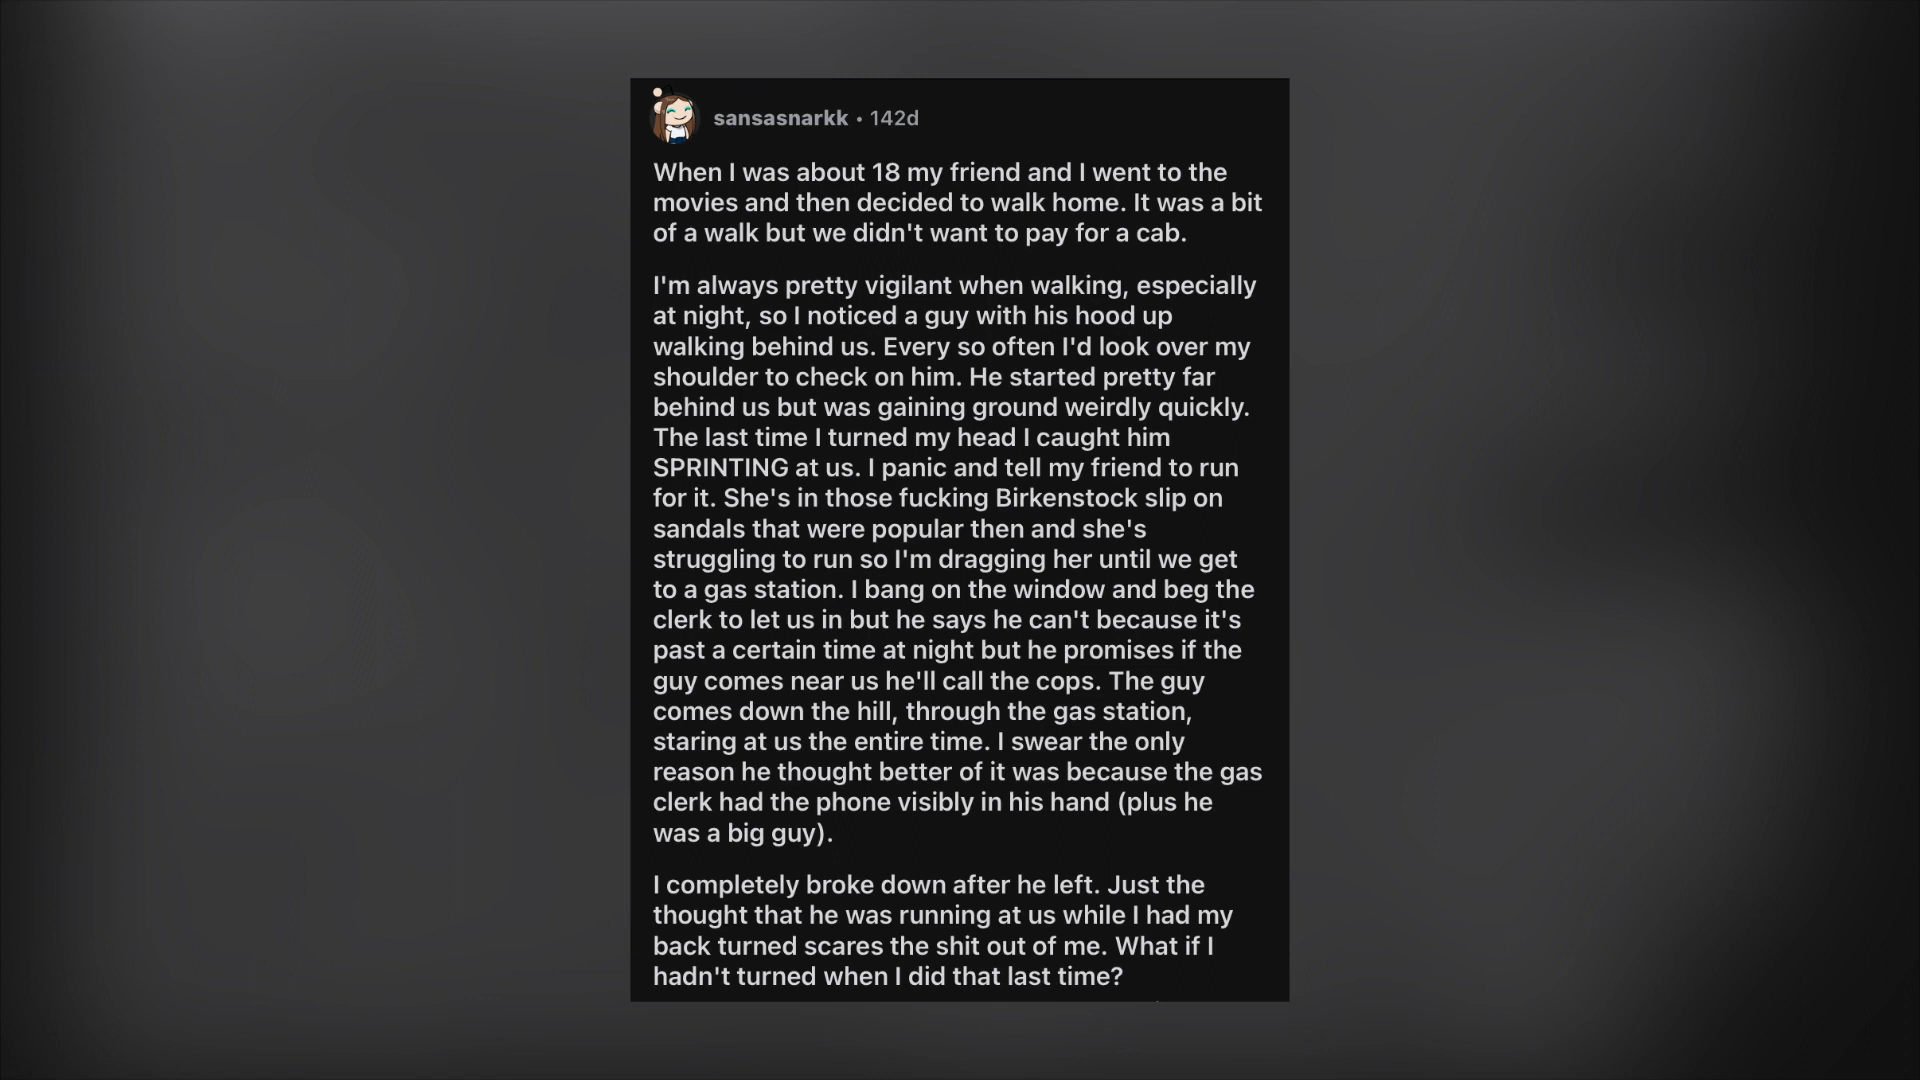 sansasnarkk • 142d
When I was about 18 my friend and I went to the
movies and then decided to walk home. It was a bit
of a walk but we didn't want to pay for a cab.
I'm always pretty vigilant when walking, especially
at night, so I noticed a guy with his hood up
walking behind us. Every so often I'd look over my
shoulder to check on him. He started pretty far
behind us but was gaining ground weirdly quickly.
The last time I turned my head I caught him
SPRINTING at us. I panic and tell my friend to run
for it. She's in those fucking Birkenstock slip on
sandals that were popular then and she's
struggling to run so I'm dragging her until we get
to a gas station. I bang on the window and beg the
clerk to let us in but he says he can't because it's
past a certain time at night but he promises if the
guy comes near us he'll call the cops. The guy
comes down the hill, through the gas station,
staring at us the entire time. I swear the only
reason he thought better of it was because the gas
clerk had the phone visibly in his hand (plus he
was a big guy).
I completely broke down after he left. Just the
thought that he was running at us while I had my
back turned scares the shit out of me. What if I
hadn't turned when I did that last time?